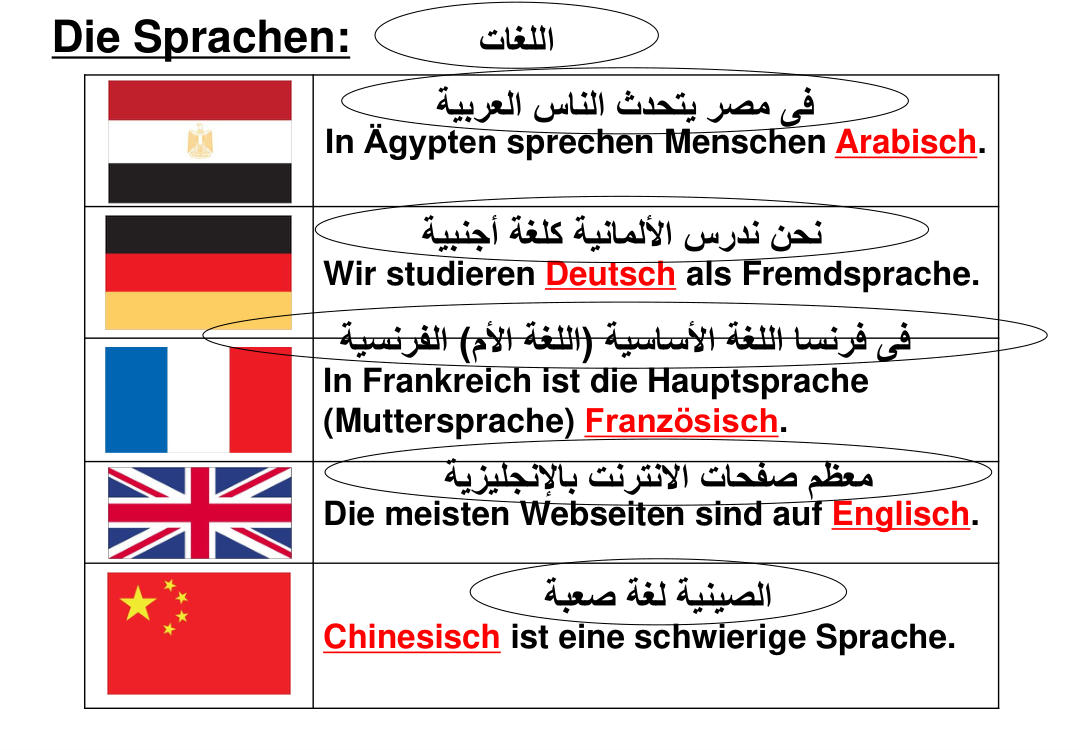 Die Sprachen:
اللغات
فى مصر يتحدث الناس العربية
In Ägypten sprechen Menschen Arabisch.
نحن ندرس الألمانية كلغة أجنبية
Wir studieren Deutsch als Fremdsprache.
فى فرنسا اللغة الأساسية (اللغة الأم) الفرنسية
In Frankreich ist die Hauptsprache
(Muttersprache) Französisch.
معظم صفحات الانترنت بالإنجليزية
Die meisten Webseiten sind auf Englisch.
الصينية لغة صعبة
Chinesisch ist eine schwierige Sprache.